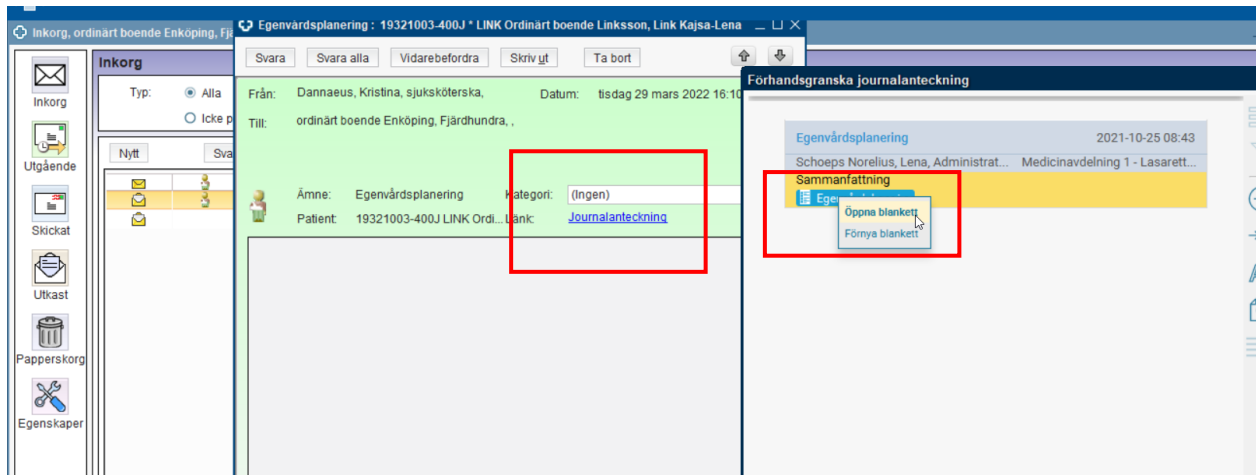 Inkorg, ordinärt boende Enköping, Fjä
Egenvårdsplanering : 19321003-400J * LINK Ordinärt boende Linksson, Link Kajsa-Lena
Inkorg
Svara Svara alla Vidarebefordra Skriv ut Ta bort
Förhandsgranska journalanteckning
Inkorg
Typ: Alla
Icke p
Från: Dannaeus, Kristina, sjuksköterska, Datum: tisdag 29 mars 2022 16:10
Till: ordinärt boende Enköping, Fjärdhundra, ,
Utgående
Nytt Sva
Egenvårdsplanering 2021-10-25 08:43
Schoeps Norelius, Lena, Administrat... Medicinavdelning 1 - Lasarett...
Sammanfattning
Ämne: Egenvårdsplanering Kategori: (Ingen)
Patient: 19321003-400J LINK Ordi... Länk: Journalanteckning
Öppna blankett
Förnya blankett
Skickat
Utkast
Papperskorg
Egenskaper